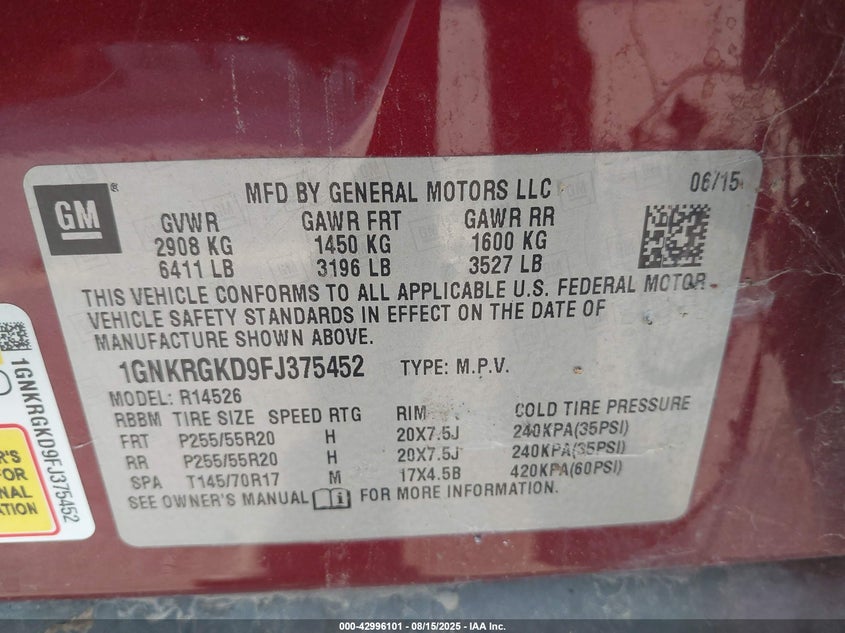 GM ®
MFD BY GENERAL MOTORS LLC
06/15
GVWR GAWR FRT GAWR RR
2908 KG 1450 KG 1600 KG
6411 LB 3196 LB 3527 LB
THIS VEHICLE CONFORMS TO ALL APPLICABLE U.S. FEDERAL MOTOR
VEHICLE SAFETY STANDARDS IN EFFECT ON THE DATE OF
MANUFACTURE SHOWN ABOVE.
1GNKRGKD9FJ375452 TYPE: M.P.V.
MODEL: R14526
RBBM TIRE SIZE SPEED RTG RIM COLD TIRE PRESSURE
FRT P255/55R20 H 20X7.5J 240KPA(35PSI)
RR P255/55R20 H 20X7.5J 240KPA(35PSI)
SPA T145/70R17 M 17X4.5B 420KPA(60PSI)
SEE OWNER'S MANUAL FOR MORE INFORMATION.
1GNKRGKD9FJ375452
R'S
FOR
NAL
ATION
000-42996101 - 08/15/2025 - IAA Inc.